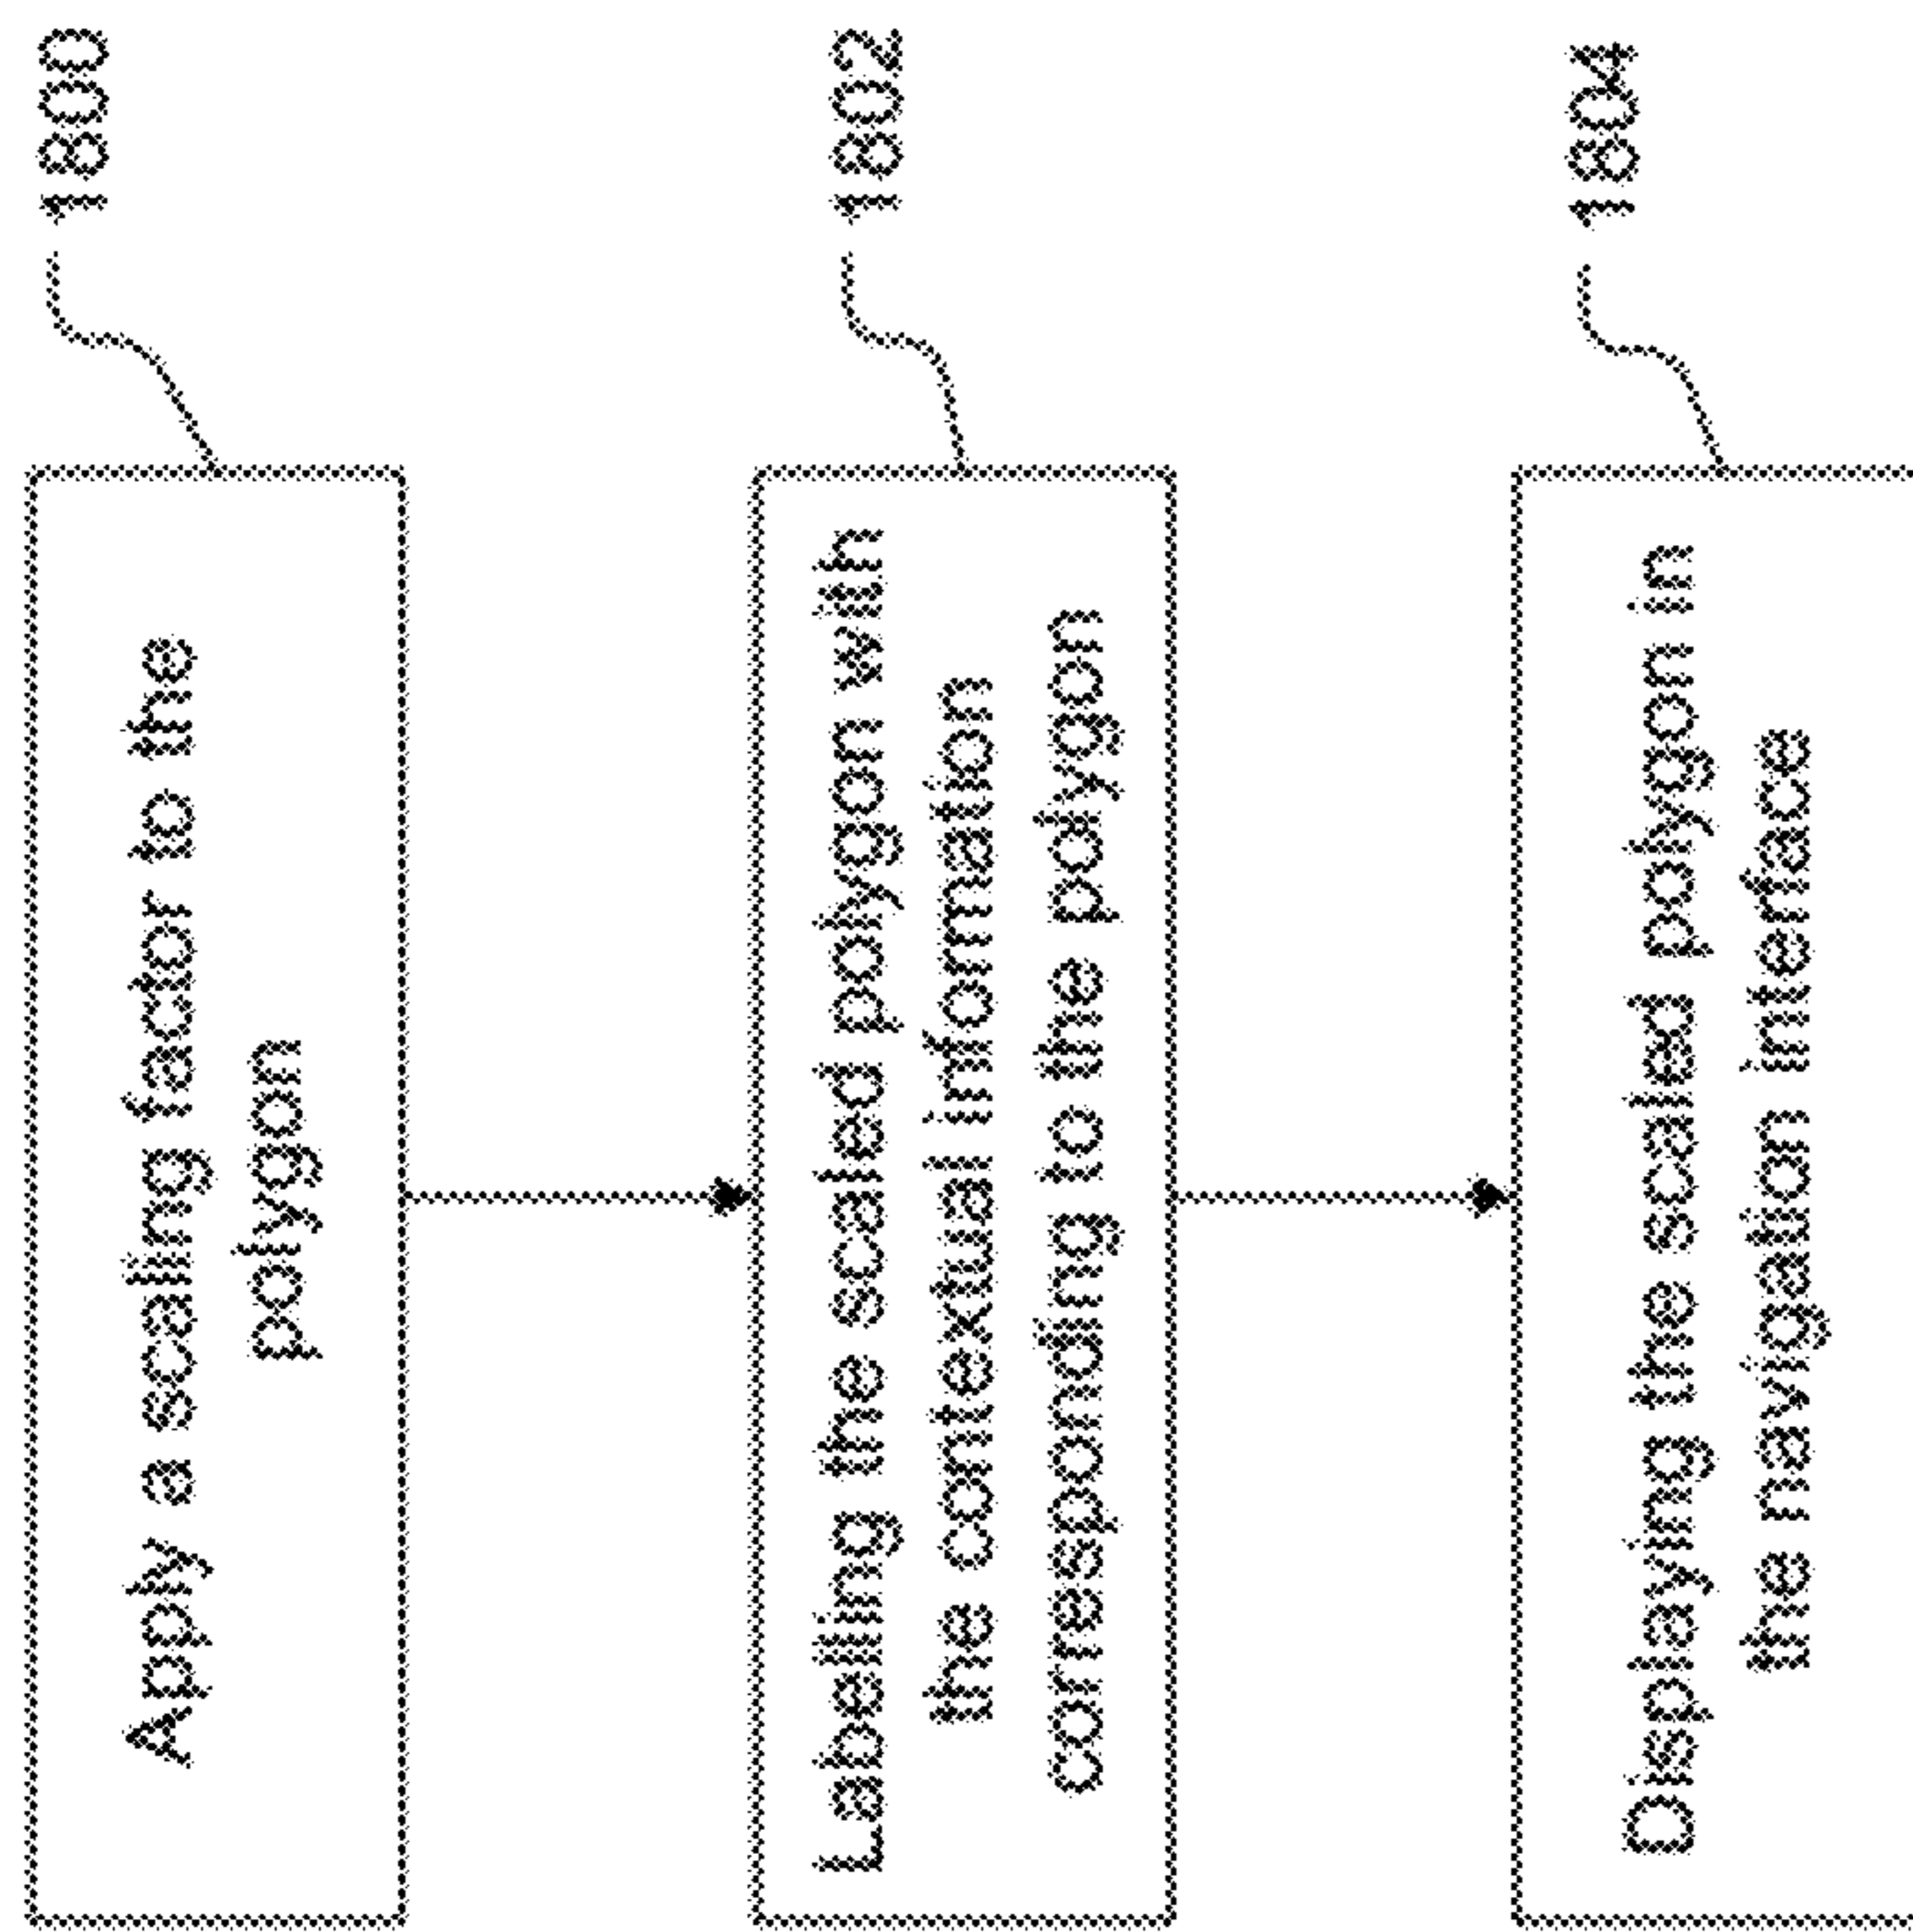 Apply a scaling factor to the
polygon
1800
Labelling the scaled polygon with
the contextual information
corresponding to the polygon
1802
Displaying the scaled polygon in
the navigation interface
1804